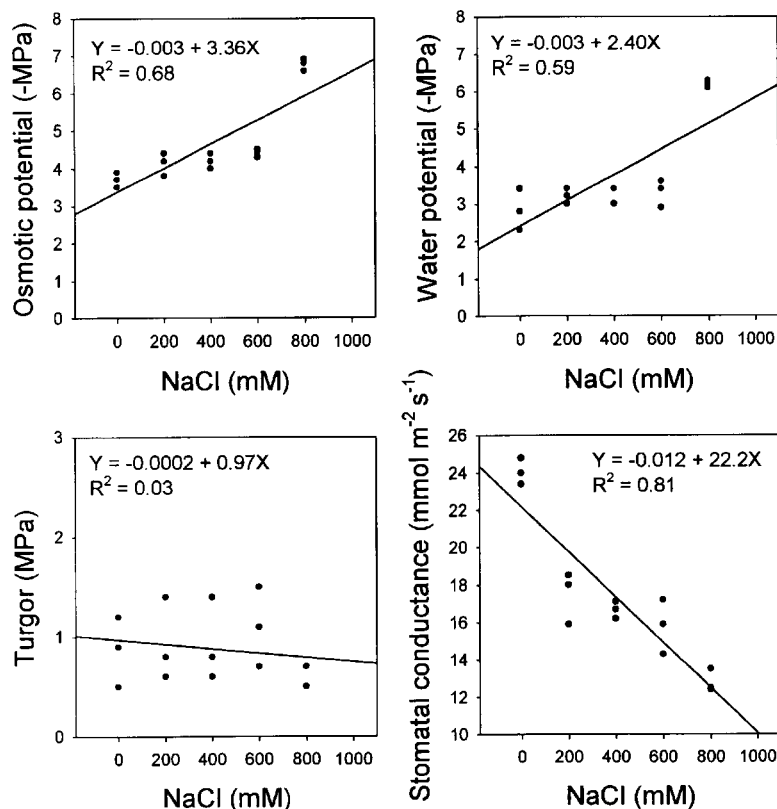 Y = -0.003 + 3.36X
R² = 0.68
Osmotic potential (-MPa)
8
7
6
5
4
3
2
1
0
0 200 400 600 800 1000
NaCl (mM)
Y = -0.003 + 2.40X
R² = 0.59
Water potential (-MPa)
8
7
6
5
4
3
2
1
0
0 200 400 600 800 1000
NaCl (mM)
Y = -0.0002 + 0.97X
R² = 0.03
Turgor (MPa)
3
2
1
0
0 200 400 600 800 1000
NaCl (mM)
Y = -0.012 + 22.2X
R² = 0.81
Stomatal conductance (mmol m⁻² s⁻¹)
26
24
22
20
18
16
14
12
10
0 200 400 600 800 1000
NaCl (mM)